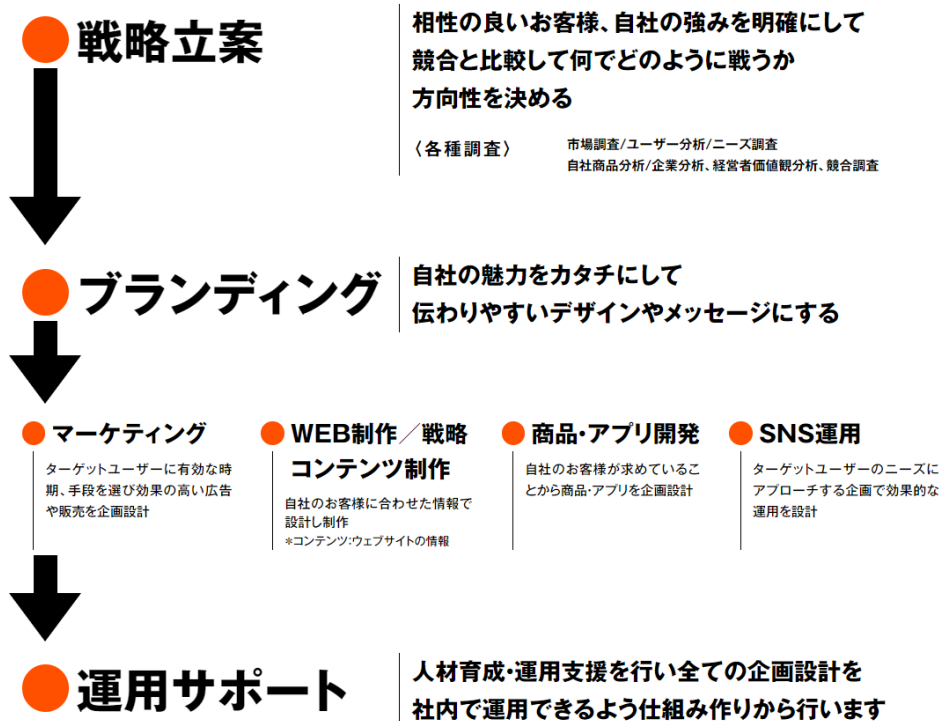 戦略立案
相性の良いお客様、自社の強みを明確にして
競合と比較して何でどのように戦うか
方向性を決める
〈各種調査〉
市場調査/ユーザー分析/ニーズ調査
自社商品分析/企業分析、経営者価値観分析、競合調査
ブランディング
自社の魅力をカタチにして
伝わりやすいデザインやメッセージにする
マーケティング
ターゲットユーザーに有効な時
期、手段を選び効果の高い広告
や販売を企画設計
WEB制作／戦略
コンテンツ制作
自社のお客様に合わせた情報で
設計し制作
*コンテンツ:ウェブサイトの情報
商品・アプリ開発
自社のお客様が求めているこ
とから商品・アプリを企画設計
SNS運用
ターゲットユーザーのニーズに
アプローチする企画で効果的な
運用を設計
運用サポート
人材育成・運用支援を行い全ての企画設計を
社内で運用できるよう仕組み作りから行います